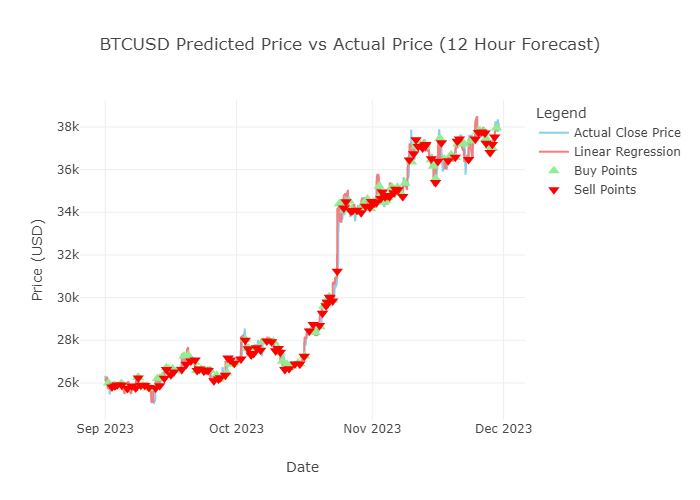 BTCUSD Predicted Price vs Actual Price (12 Hour Forecast)
Legend
Actual Close Price
Linear Regression
Buy Points
Sell Points
Price (USD)
38k
36k
34k
32k
30k
28k
26k
Sep 2023
Oct 2023
Nov 2023
Dec 2023
Date